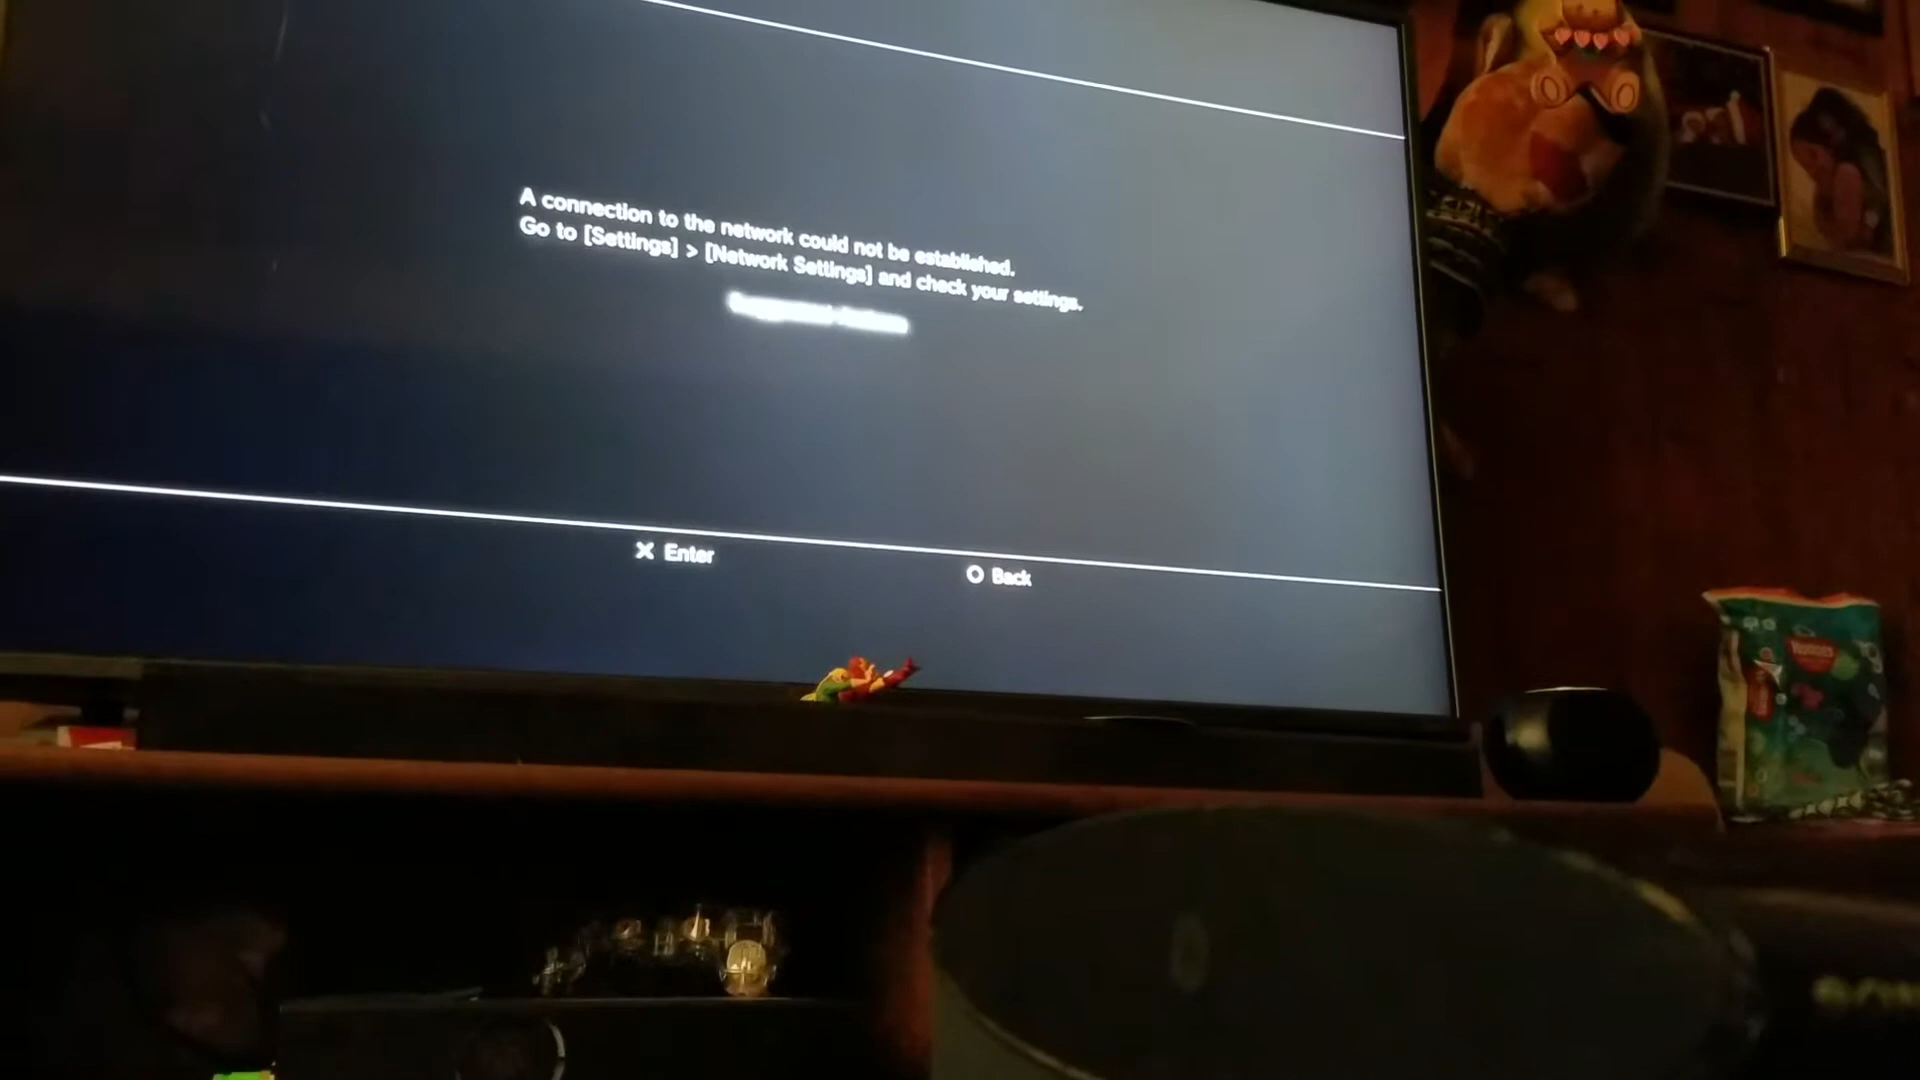 A connection to the network could not be established.
Go to [Settings] > [Network Settings] and check your settings.
X Enter
O Back